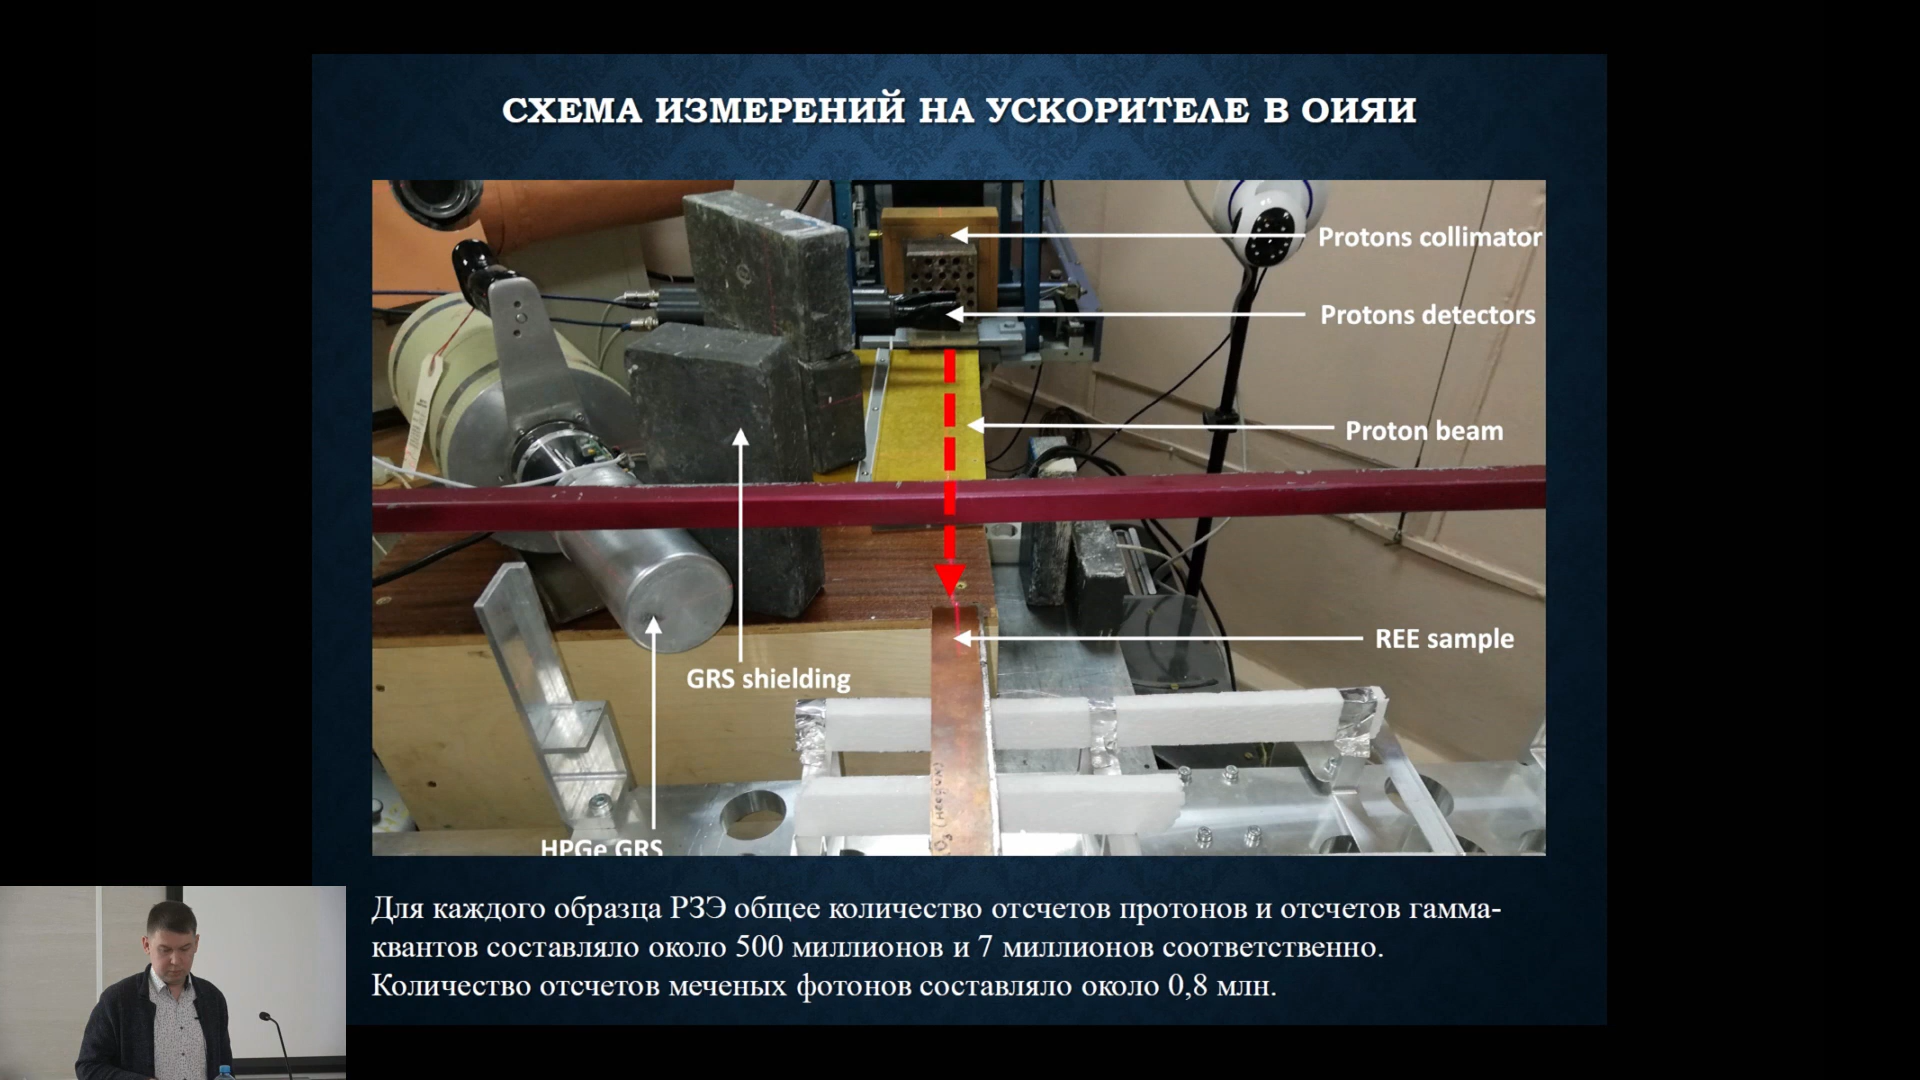 СХЕМА ИЗМЕРЕНИЙ НА УСКОРИТЕЛЕ В ОИЯИ
Protons collimator
Protons detectors
Proton beam
REE sample
GRS shielding
HPGe GRS
O₃ (неодим)
Для каждого образца РЗЭ общее количество отсчетов протонов и отсчетов гамма-
квантов составляло около 500 миллионов и 7 миллионов соответственно.
Количество отсчетов меченых фотонов составляло около 0,8 млн.